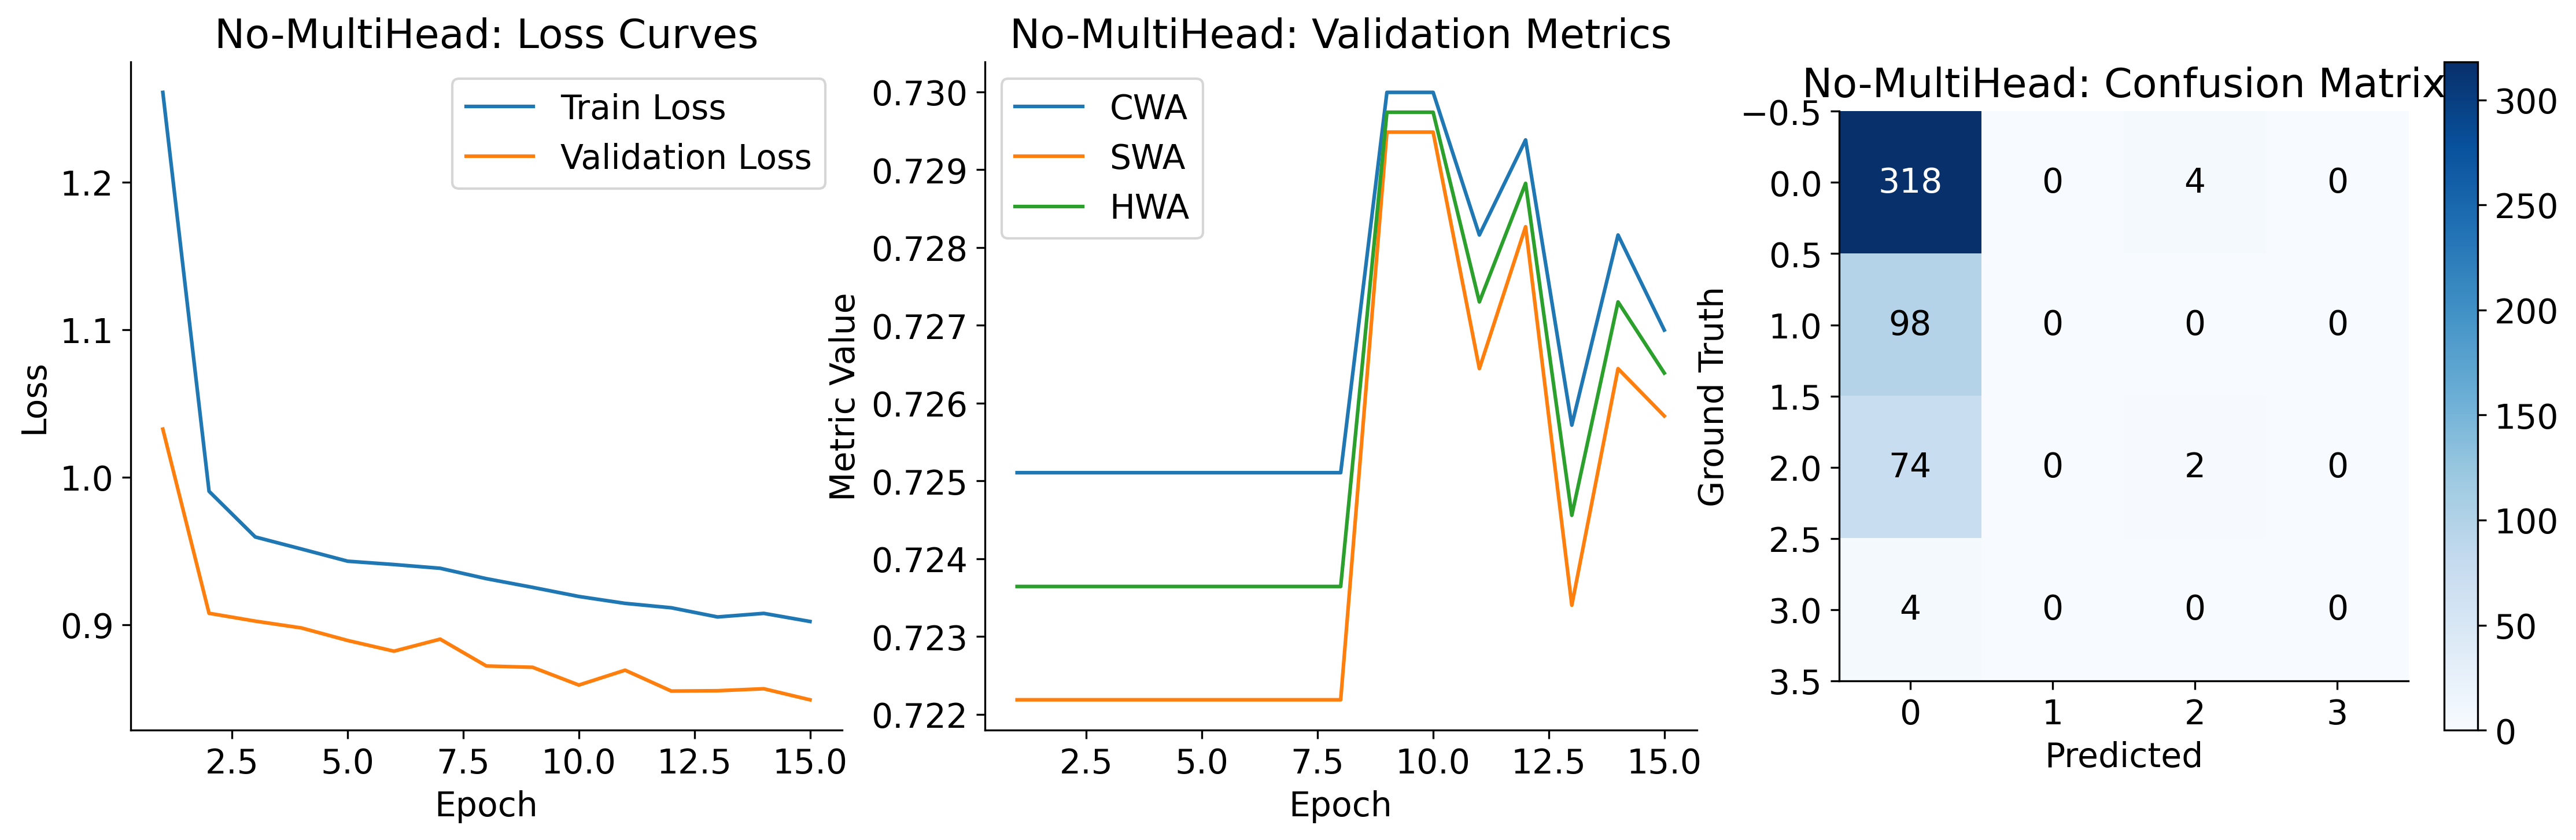 No-MultiHead: Loss Curves
Train Loss
Validation Loss
1.2
1.1
1.0
0.9
Loss
2.5 5.0 7.5 10.0 12.5 15.0
Epoch
No-MultiHead: Validation Metrics
CWA
SWA
HWA
0.730
0.729
0.728
0.727
0.726
0.725
0.724
0.723
0.722
Metric Value
2.5 5.0 7.5 10.0 12.5 15.0
Epoch
No-MultiHead: Confusion Matrix
−0.5
0.0
0.5
1.0
1.5
2.0
2.5
3.0
3.5
Ground Truth
318 0 4 0
98 0 0 0
74 0 2 0
4 0 0 0
0 1 2 3
Predicted
300
250
200
150
100
50
0